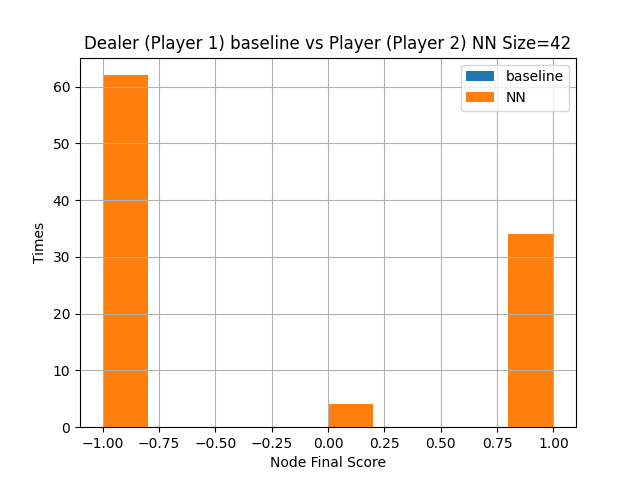 Dealer (Player 1) baseline vs Player (Player 2) NN Size=42
baseline
NN
60
50
40
30
20
10
0
Times
−1.00 −0.75 −0.50 −0.25 0.00 0.25 0.50 0.75 1.00
Node Final Score